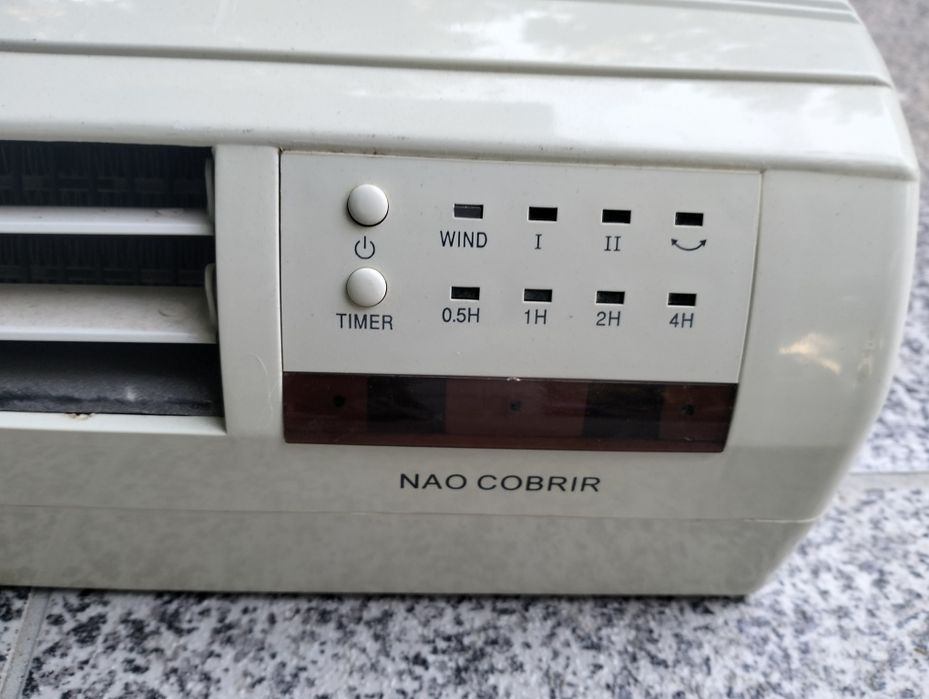 WIND I II
TIMER 0.5H 1H 2H 4H
NAO COBRIR